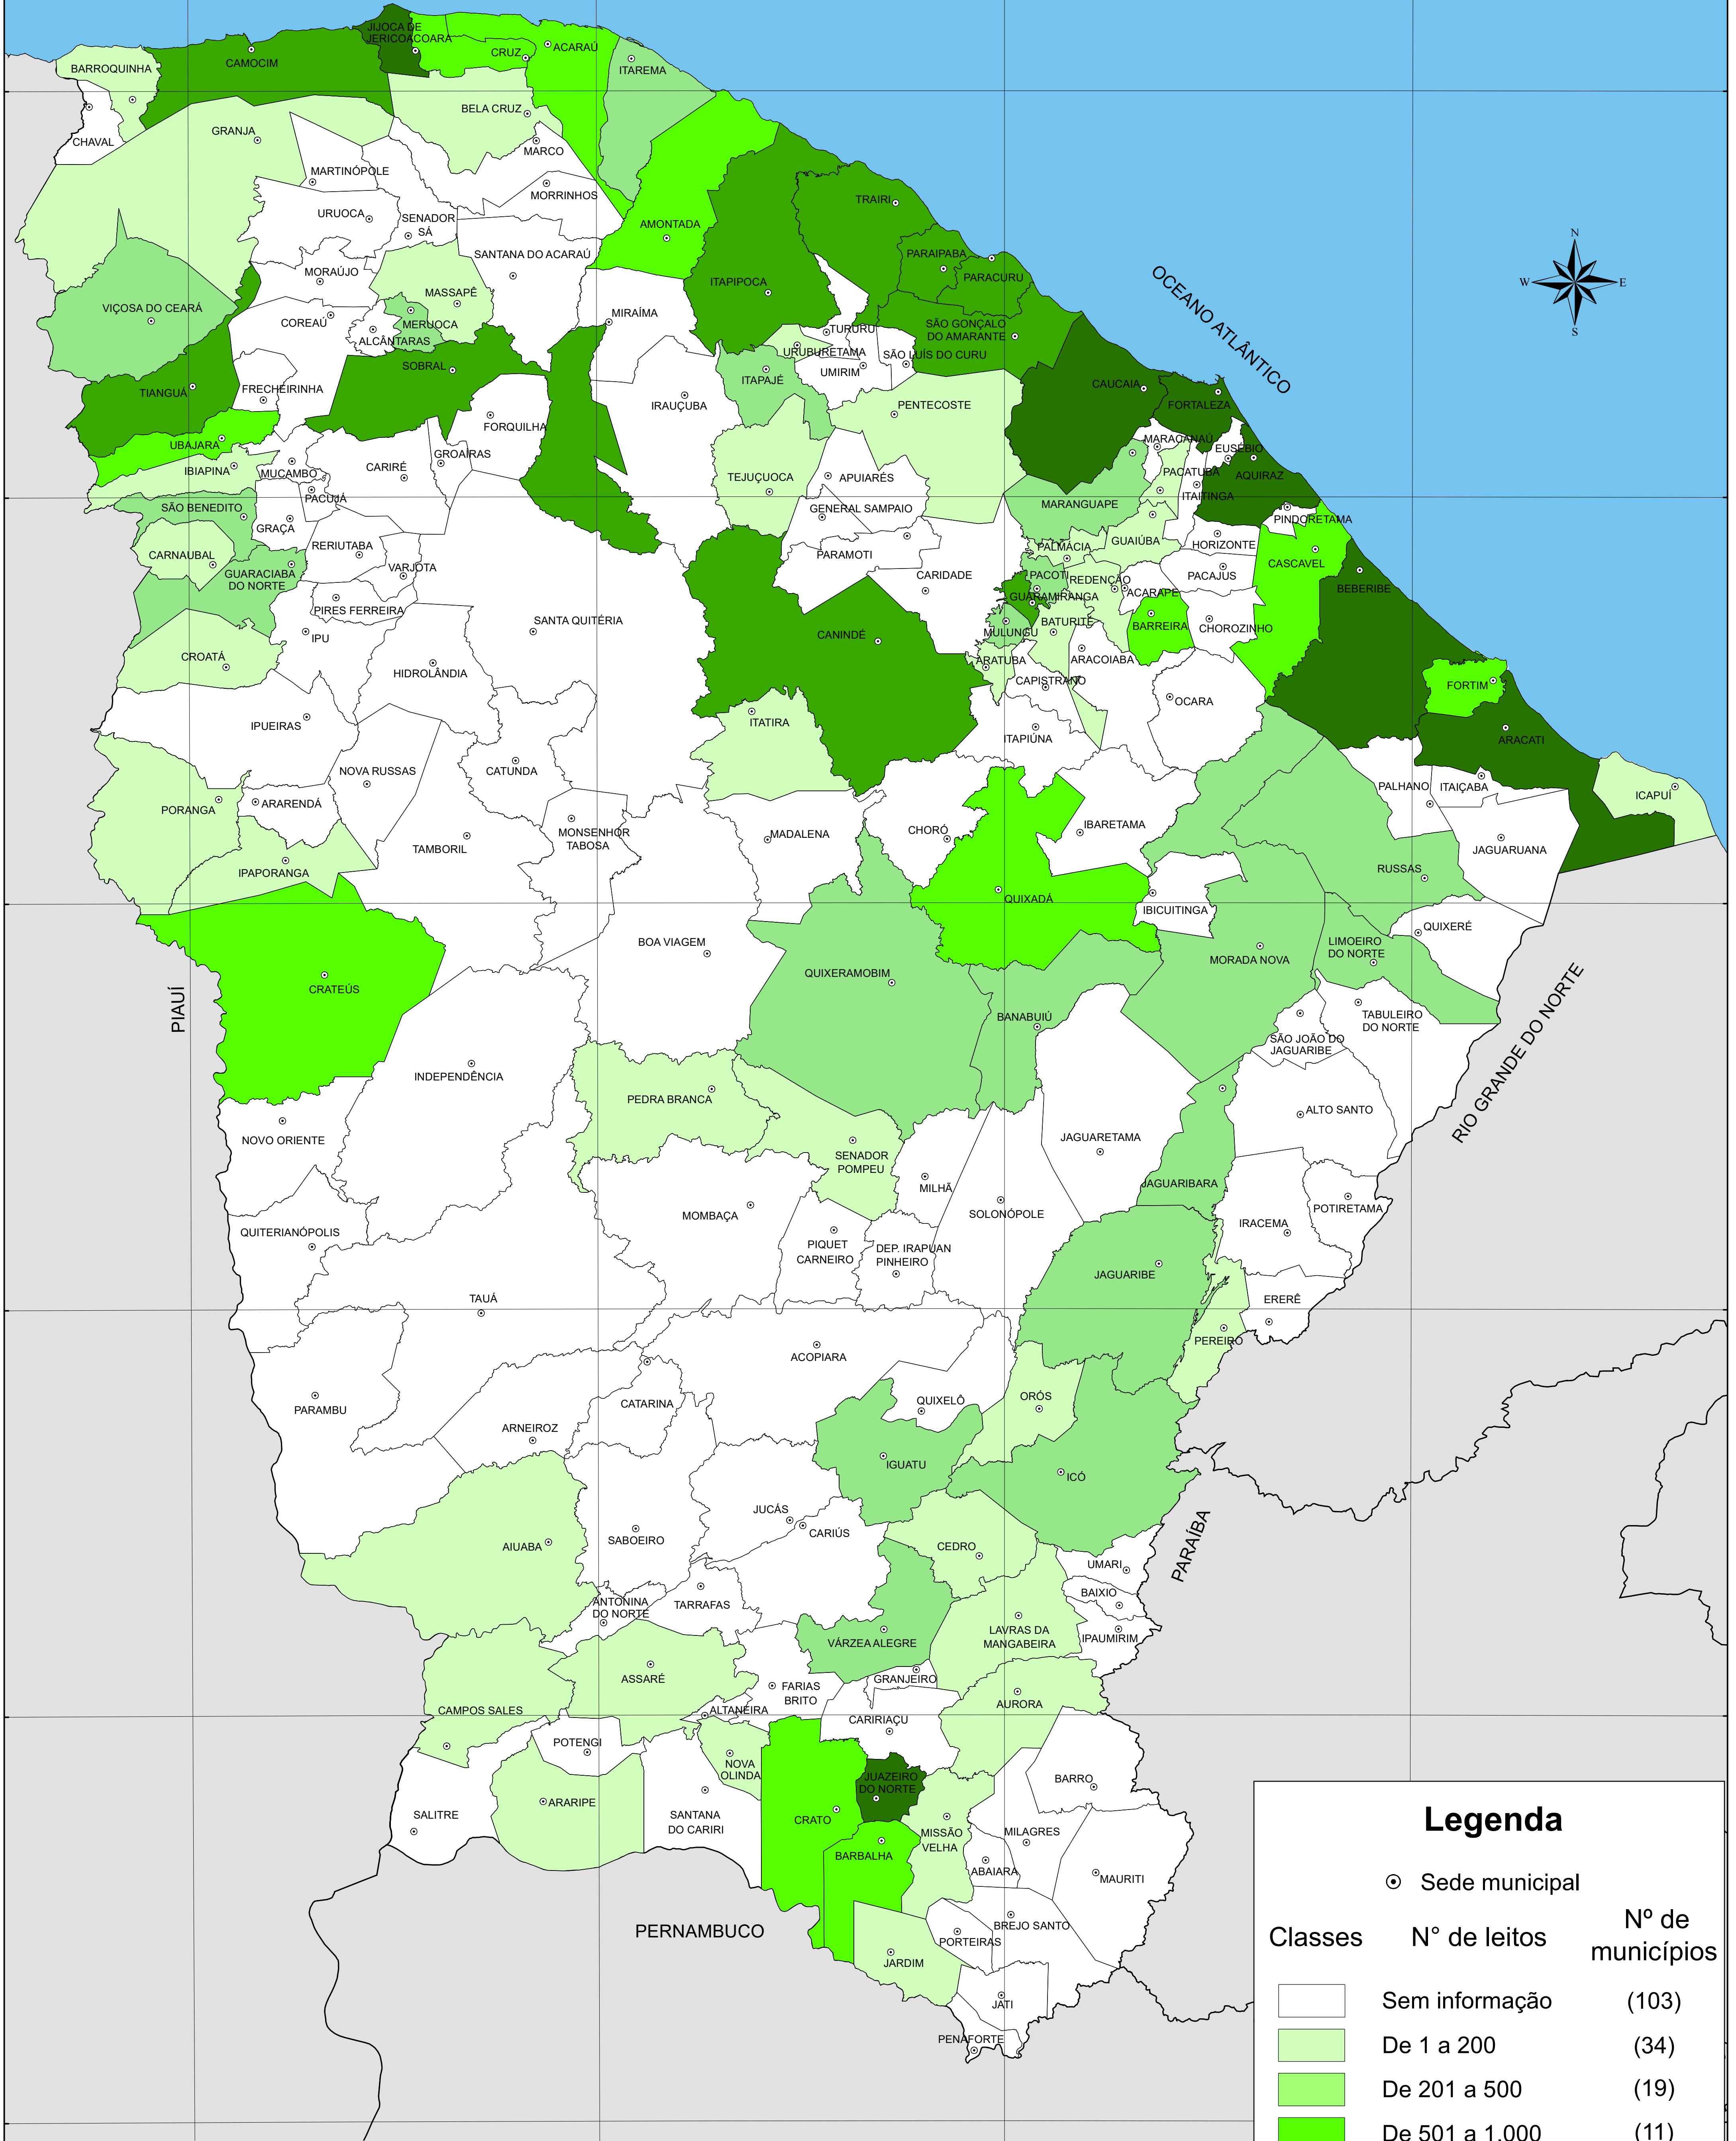 JIJOCA DE
JERICOACOARA
CRUZ
ACARAÚ
ITAREMA
CAMOCIM
BARROQUINHA
CHAVAL
BELA CRUZ
GRANJA
MARCO
MARTINÓPOLE
MORRINHOS
URUOCA
SENADOR
SÁ
AMONTADA
TRAIRI
SANTANA DO ACARAÚ
PARAIPABA
PARACURU
MORAÚJO
ITAPIPOCA
MASSAPÊ
VIÇOSA DO CEARÁ
MIRAÍMA
COREAÚ
MERUOCA
ALCÂNTARAS
TURURU
SÃO GONÇALO
DO AMARANTE
URUBURETAMA
SÃO LUÍS DO CURU
UMIRIM
SOBRAL
ITAPAJÉ
CAUCAIA
TIANGUÁ
FRECHEIRINHA
IRAUÇUBA
PENTECOSTE
FORTALEZA
FORQUILHA
UBAJARA
MARACANAÚ
EUSÉBIO
GROAÍRAS
IBIAPINA
MUCAMBO
CARIRÉ
TEJUÇUOCA
APUIARÉS
PACATUBA
AQUIRAZ
PACUJÁ
ITAITINGA
SÃO BENEDITO
GENERAL SAMPAIO
MARANGUAPE
PINDORETAMA
GRAÇA
CARNAUBAL
RERIUTABA
PARAMOTI
PALMÁCIA
GUAIÚBA
HORIZONTE
VARJOTA
GUARACIABA
DO NORTE
CARIDADE
PACOTI
REDENÇÃO
PACAJUS
CASCAVEL
BEBERIBE
GUARAMIRANGA
ACARAPE
PIRES FERREIRA
SANTA QUITÉRIA
CANINDÉ
MULUNGU
BATURITÉ
BARREIRA
CHOROZINHO
IPU
CROATÁ
ARATUBA
ARACOIABA
HIDROLÂNDIA
CAPISTRANO
FORTIM
OCARA
IPUEIRAS
ITATIRA
ITAPIÚNA
ARACATI
NOVA RUSSAS
CATUNDA
PALHANO
ITAIÇABA
ICAPUÍ
PORANGA
ARARENDÁ
MONSENHOR
TABOSA
MADALENA
CHORÓ
IBARETAMA
TAMBORIL
JAGUARUANA
IPAPORANGA
RUSSAS
QUIXADÁ
IBICUITINGA
QUIXERÉ
BOA VIAGEM
LIMOEIRO
DO NORTE
MORADA NOVA
QUIXERAMOBIM
CRATEÚS
BANABUIÚ
TABULEIRO
DO NORTE
SÃO JOÃO DO
JAGUARIBE
INDEPENDÊNCIA
PEDRA BRANCA
ALTO SANTO
NOVO ORIENTE
JAGUARETAMA
SENADOR
POMPEU
MILHÃ
JAGUARIBARA
POTIRETAMA
MOMBAÇA
SOLONÓPOLE
IRACEMA
QUITERIANÓPOLIS
PIQUET
CARNEIRO
DEP. IRAPUAN
PINHEIRO
JAGUARIBE
TAUÁ
ERERÊ
PEREIRO
ACOPIARA
ORÓS
CATARINA
QUIXELÔ
PARAMBU
ARNEIROZ
IGUATU
ICÓ
JUCÁS
CARIÚS
SABOEIRO
AIUABA
CEDRO
UMARI
BAIXIO
ANTONINA
DO NORTE
TARRAFAS
LAVRAS DA
MANGABEIRA
IPAUMIRIM
VÁRZEA ALEGRE
ASSARÉ
GRANJEIRO
FARIAS
BRITO
AURORA
CAMPOS SALES
ALTANEIRA
CARIRIAÇU
POTENGI
NOVA
OLINDA
JUAZEIRO
DO NORTE
BARRO
ARARIPE
SALITRE
SANTANA
DO CARIRI
CRATO
MISSÃO
VELHA
MILAGRES
BARBALHA
ABAIARA
MAURITI
BREJO SANTO
PORTEIRAS
JARDIM
JATI
PENAFORTE
OCEANO ATLÂNTICO
N
W
E
S
PIAUÍ
RIO GRANDE DO NORTE
PARAÍBA
PERNAMBUCO
Legenda
Sede municipal
Classes N° de leitos Nº de
municípios
Sem informação (103)
De 1 a 200 (34)
De 201 a 500 (19)
De 501 a 1.000 (11)